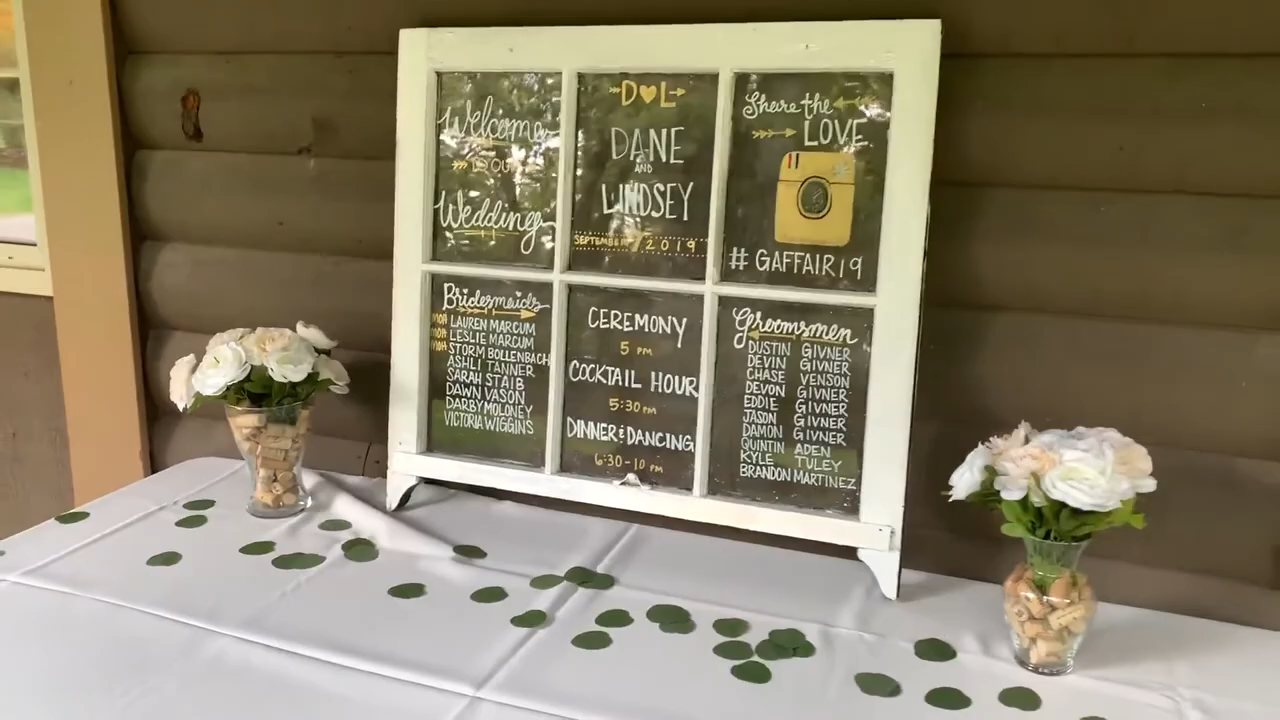 Welcome
TO OUR
Wedding
D♥L
DANE
AND
LINDSEY
SEPTEMBER 7 2019
Share the
LOVE
# GAFFAIR19
Bridesmaids
MOH LAUREN MARCUM
MOH LESLIE MARCUM
MOH STORM BOLLENBACH
ASHLI TANNER
SARAH STAIB
DAWN VASON
DARBY MOLONEY
VICTORIA WIGGINS
CEREMONY
5 PM
COCKTAIL HOUR
5:30 PM
DINNER & DANCING
6:30-10 PM
Groomsmen
DUSTIN GIVNER
DEVIN GIVNER
CHASE VENSON
DEVON GIVNER
EDDIE GIVNER
JASON GIVNER
DAMON GIVNER
QUINTIN ADEN
KYLE TULEY
BRANDON MARTINEZ